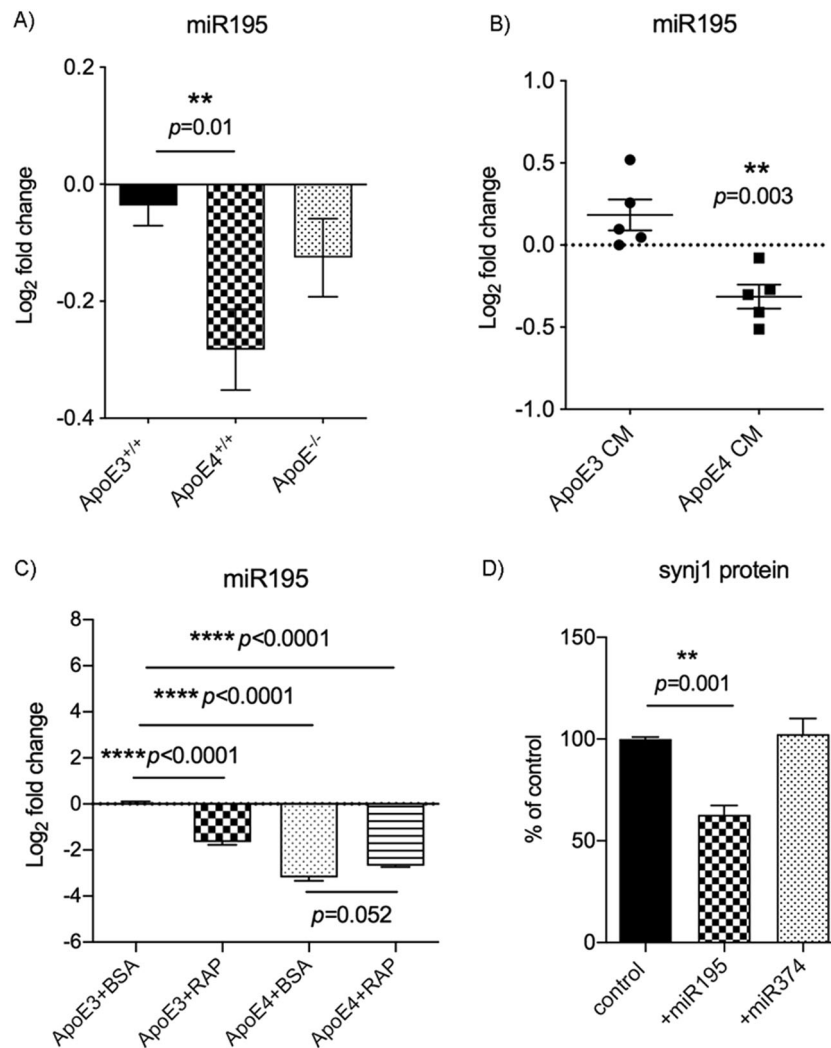 A)
miR195
0.2
0.0
-0.2
-0.4
Log2 fold change
**
p=0.01
ApoE3+/+
ApoE4+/+
ApoE-/-
B)
miR195
1.0
0.5
0.0
-0.5
-1.0
Log2 fold change
**
p=0.003
ApoE3 CM
ApoE4 CM
C)
miR195
8
6
4
2
0
-2
-4
-6
Log2 fold change
**** p<0.0001
**** p<0.0001
**** p<0.0001
p=0.052
ApoE3+BSA
ApoE3+RAP
ApoE4+BSA
ApoE4+RAP
D)
synj1 protein
150
100
50
0
% of control
**
p=0.001
control
+miR195
+miR374